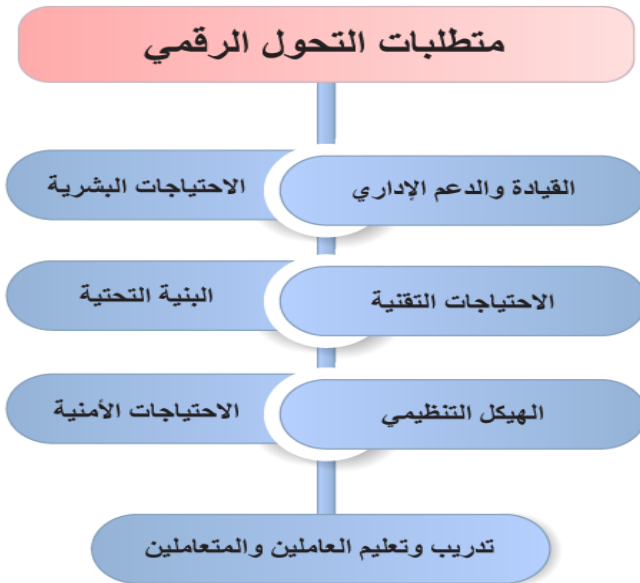 متطلبات التحول الرقمي
القيادة والدعم الإداري
الاحتياجات البشرية
الاحتياجات التقنية
البنية التحتية
الهيكل التنظيمي
الاحتياجات الأمنية
تدريب وتعليم العاملين والمتعاملين